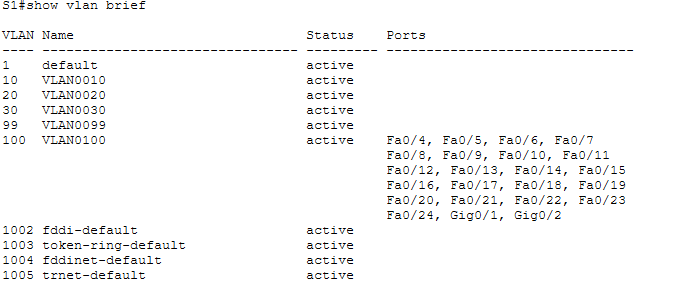 S1#show vlan brief
VLAN Name                             Status    Ports
---- -------------------------------- --------- -------------------------------
1    default                          active
10   VLAN0010                         active
20   VLAN0020                         active
30   VLAN0030                         active
99   VLAN0099                         active
100  VLAN0100                         active    Fa0/4, Fa0/5, Fa0/6, Fa0/7
                                                Fa0/8, Fa0/9, Fa0/10, Fa0/11
                                                Fa0/12, Fa0/13, Fa0/14, Fa0/15
                                                Fa0/16, Fa0/17, Fa0/18, Fa0/19
                                                Fa0/20, Fa0/21, Fa0/22, Fa0/23
                                                Fa0/24, Gig0/1, Gig0/2
1002 fddi-default                     active
1003 token-ring-default               active
1004 fddinet-default                  active
1005 trnet-default                    active